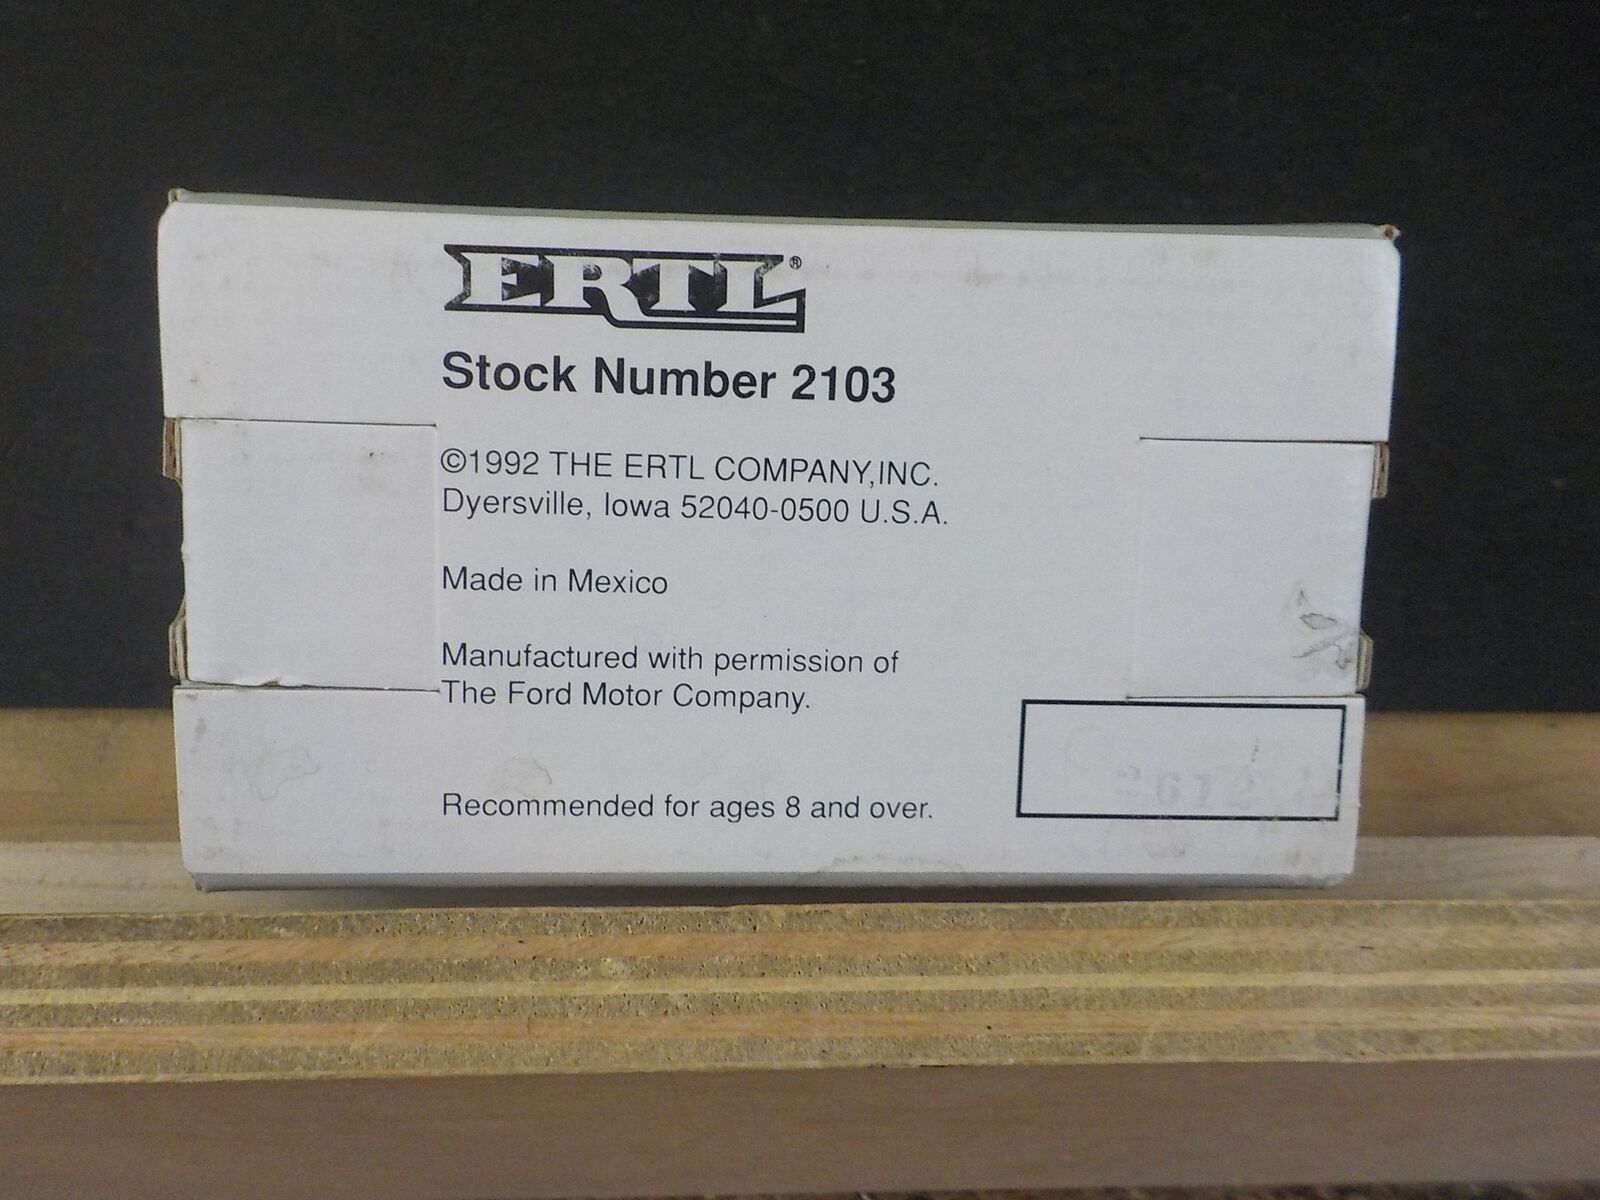 ERTL®
Stock Number 2103
©1992 THE ERTL COMPANY,INC.
Dyersville, Iowa 52040-0500 U.S.A.
Made in Mexico
Manufactured with permission of
The Ford Motor Company.
Recommended for ages 8 and over.